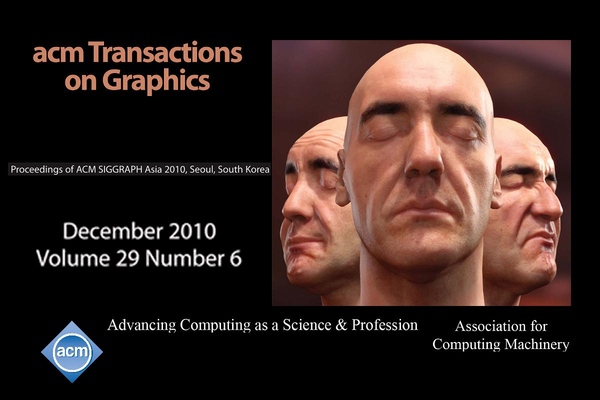 acm Transactions
on Graphics
Proceedings of ACM SIGGRAPH Asia 2010, Seoul, South Korea
December 2010
Volume 29 Number 6
Advancing Computing as a Science & Profession
Association for
Computing Machinery
acm